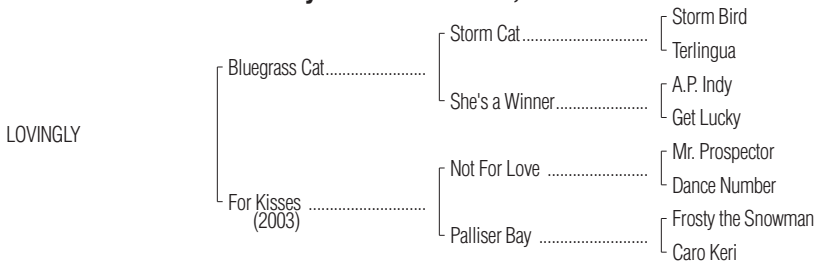 Storm Bird
Storm Cat
Terlingua
Bluegrass Cat
A.P. Indy
She's a Winner
Get Lucky
LOVINGLY
Mr. Prospector
Not For Love
Dance Number
For Kisses
(2003)
Frosty the Snowman
Palliser Bay
Caro Keri